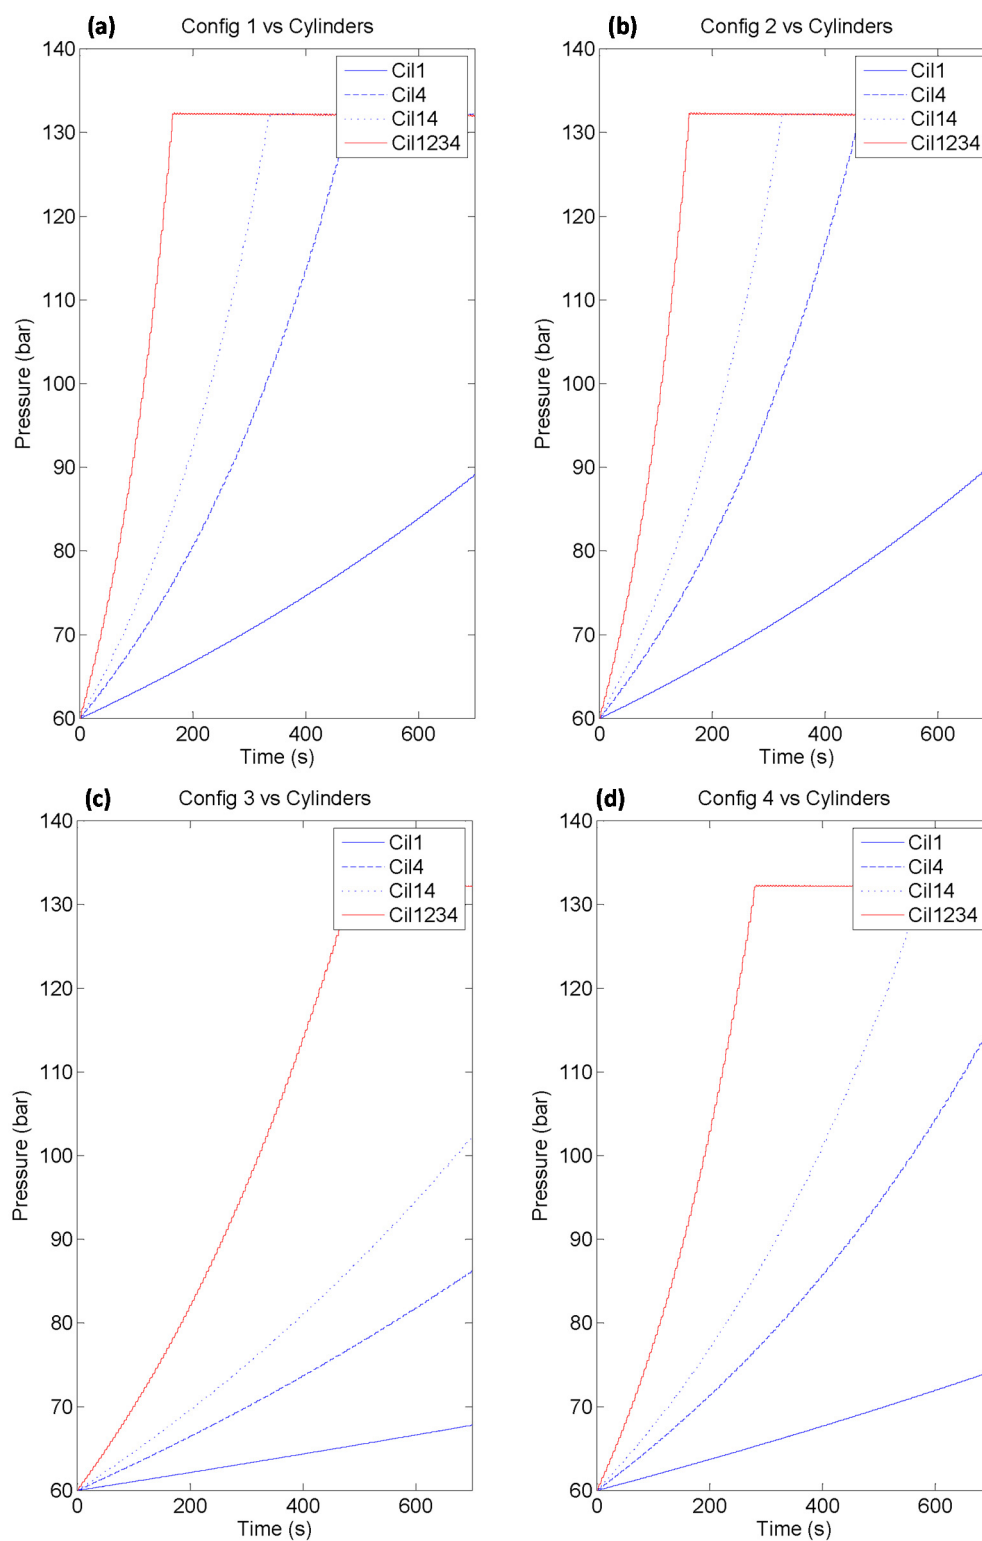 (a) Config 1 vs Cylinders
140
130
120
110
100
90
80
70
60
Pressure (bar)
Cil1
Cil4
Cil14
Cil1234
0 200 400 600
Time (s)
(b) Config 2 vs Cylinders
140
130
120
110
100
90
80
70
60
Pressure (bar)
Cil1
Cil4
Cil14
Cil1234
0 200 400 600
Time (s)
(c) Config 3 vs Cylinders
140
130
120
110
100
90
80
70
60
Pressure (bar)
Cil1
Cil4
Cil14
Cil1234
0 200 400 600
Time (s)
(d) Config 4 vs Cylinders
140
130
120
110
100
90
80
70
60
Pressure (bar)
Cil1
Cil4
Cil14
Cil1234
0 200 400 600
Time (s)